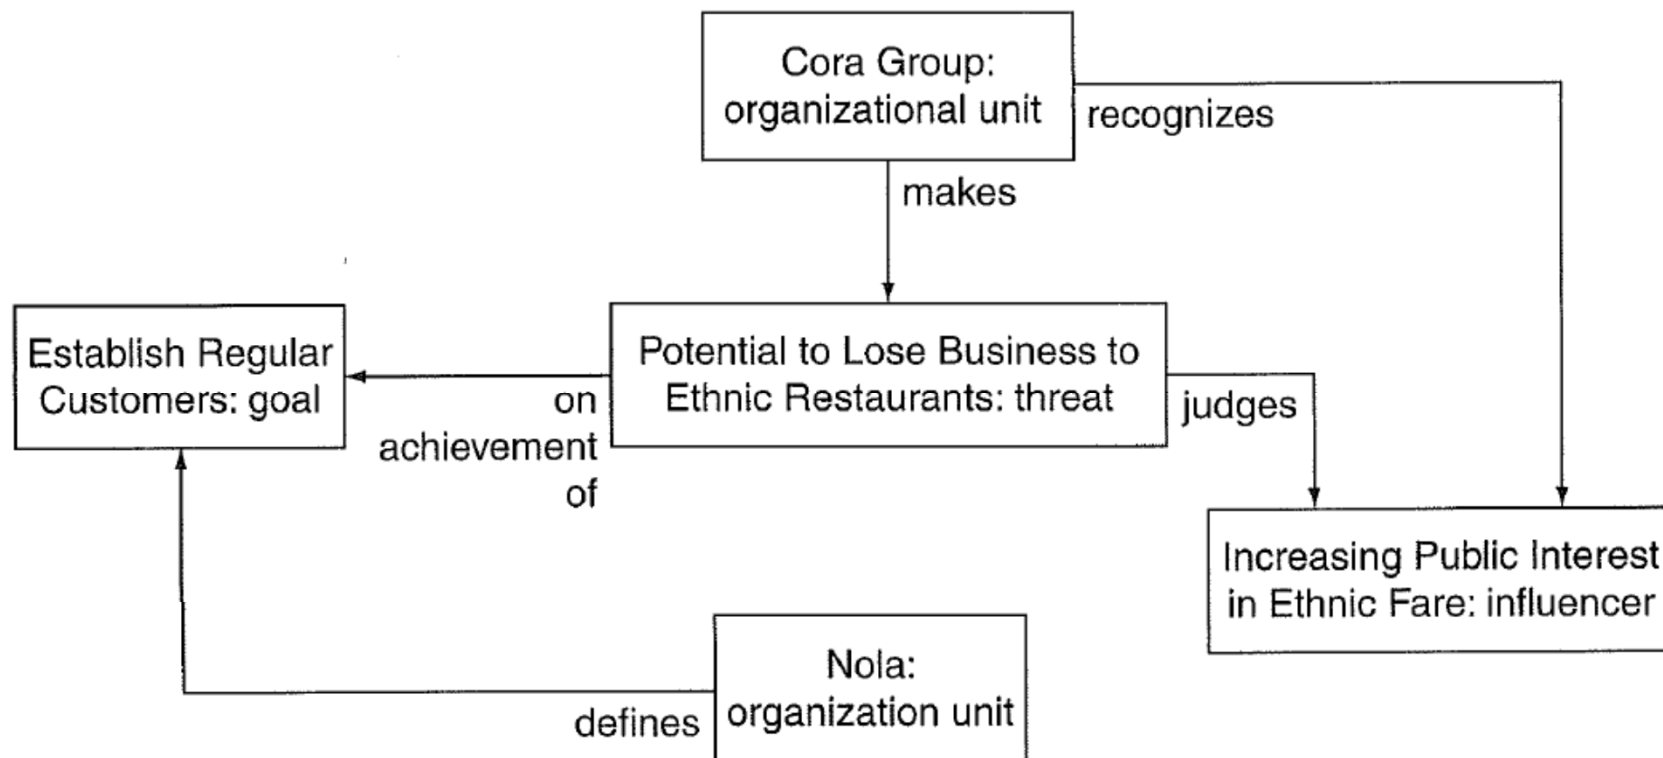 Cora Group:
organizational unit
recognizes
makes
Establish Regular
Customers: goal
on
achievement
of
Potential to Lose Business to
Ethnic Restaurants: threat
judges
Increasing Public Interest
in Ethnic Fare: influencer
Nola:
organization unit
defines